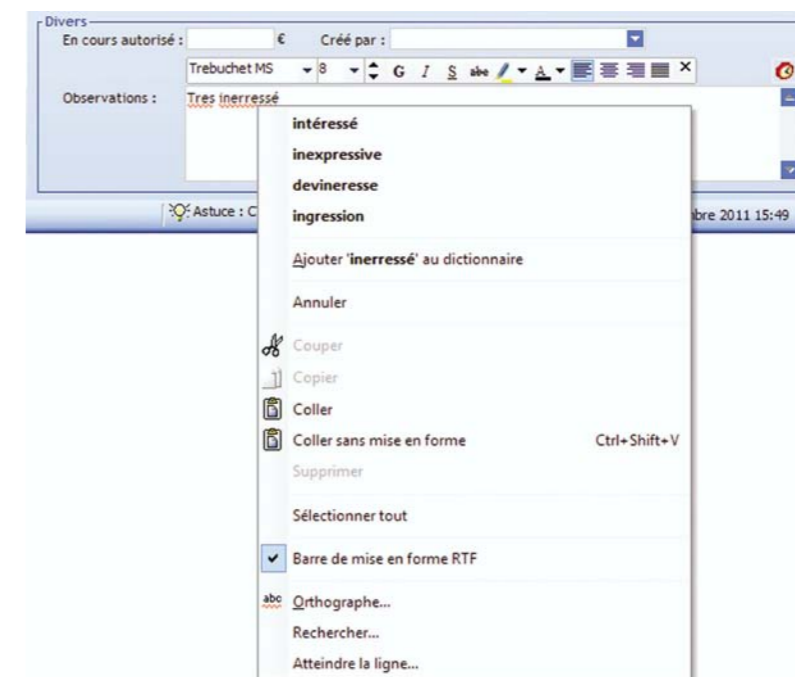 Divers
En cours autorisé : € Créé par :
Trebuchet MS 8 G I S abc A ×
Observations : Tres inerressé
intéressé
inexpressive
devineresse
ingression
Astuce : C bre 2011 15:49
Ajouter 'inerressé' au dictionnaire
Annuler
Couper
Copier
Coller
Coller sans mise en forme Ctrl+Shift+V
Supprimer
Sélectionner tout
Barre de mise en forme RTF
abc Orthographe...
Rechercher...
Atteindre la ligne...